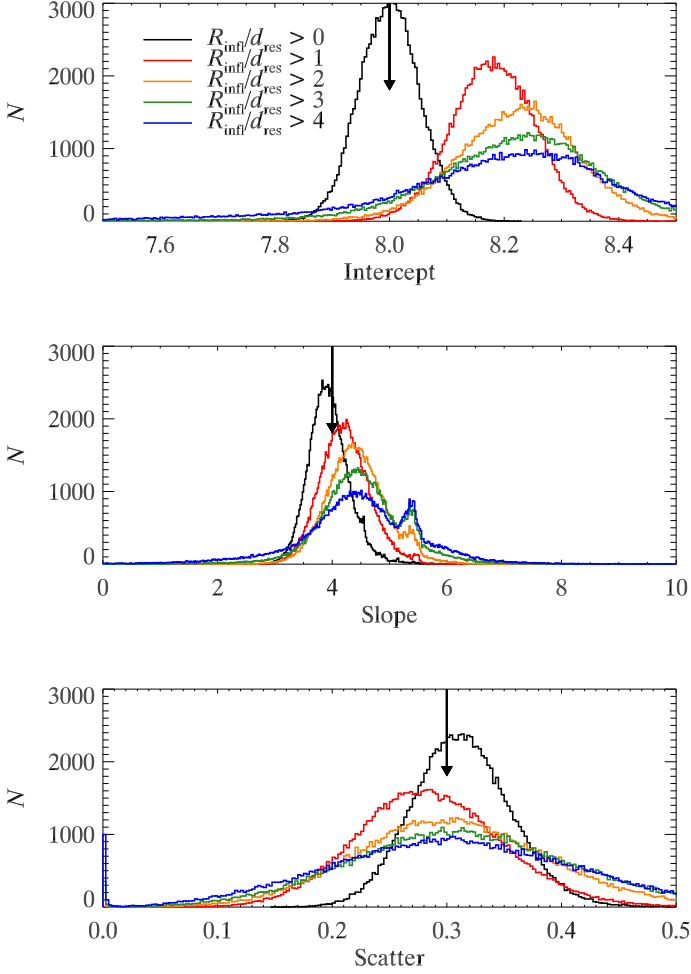 3000
2000
1000
0
N
R_infl/d_res > 0
R_infl/d_res > 1
R_infl/d_res > 2
R_infl/d_res > 3
R_infl/d_res > 4
7.6 7.8 8.0 8.2 8.4
Intercept
3000
2000
1000
0
N
0 2 4 6 8 10
Slope
3000
2000
1000
0
N
0.0 0.1 0.2 0.3 0.4 0.5
Scatter